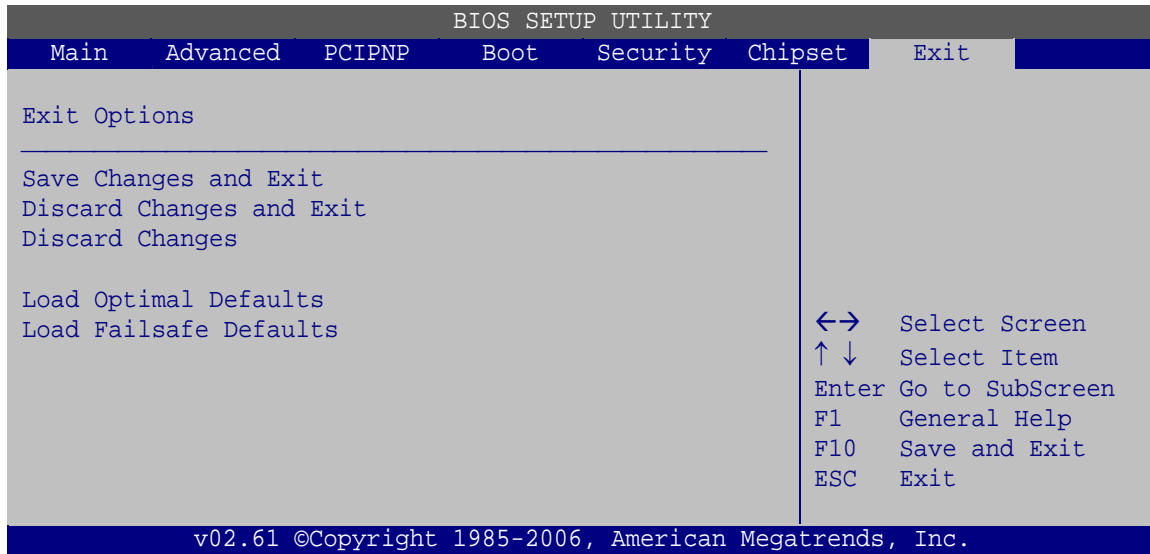 BIOS SETUP UTILITY
Main Advanced PCIPNP Boot Security Chipset Exit
Exit Options
Save Changes and Exit
Discard Changes and Exit
Discard Changes
Load Optimal Defaults
Load Failsafe Defaults
←→ Select Screen
↑ ↓ Select Item
Enter Go to SubScreen
F1 General Help
F10 Save and Exit
ESC Exit
v02.61 ©Copyright 1985-2006, American Megatrends, Inc.